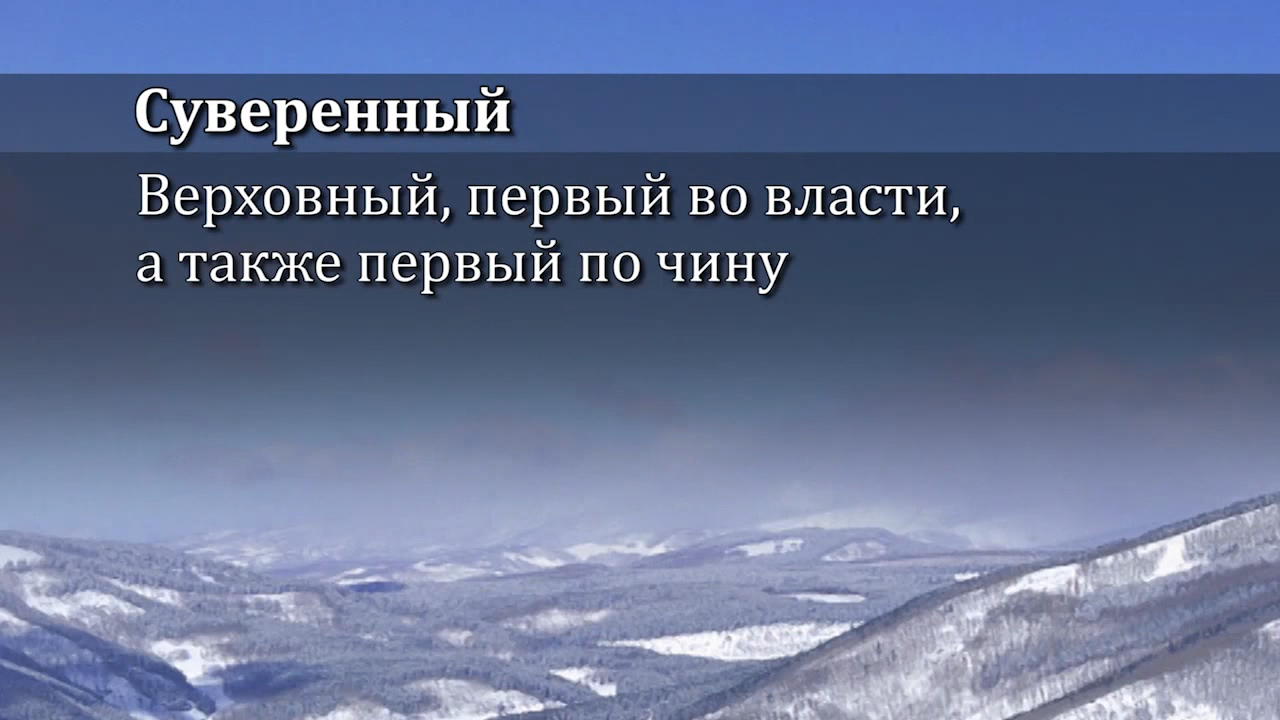 Суверенный
Верховный, первый во власти,
а также первый по чину